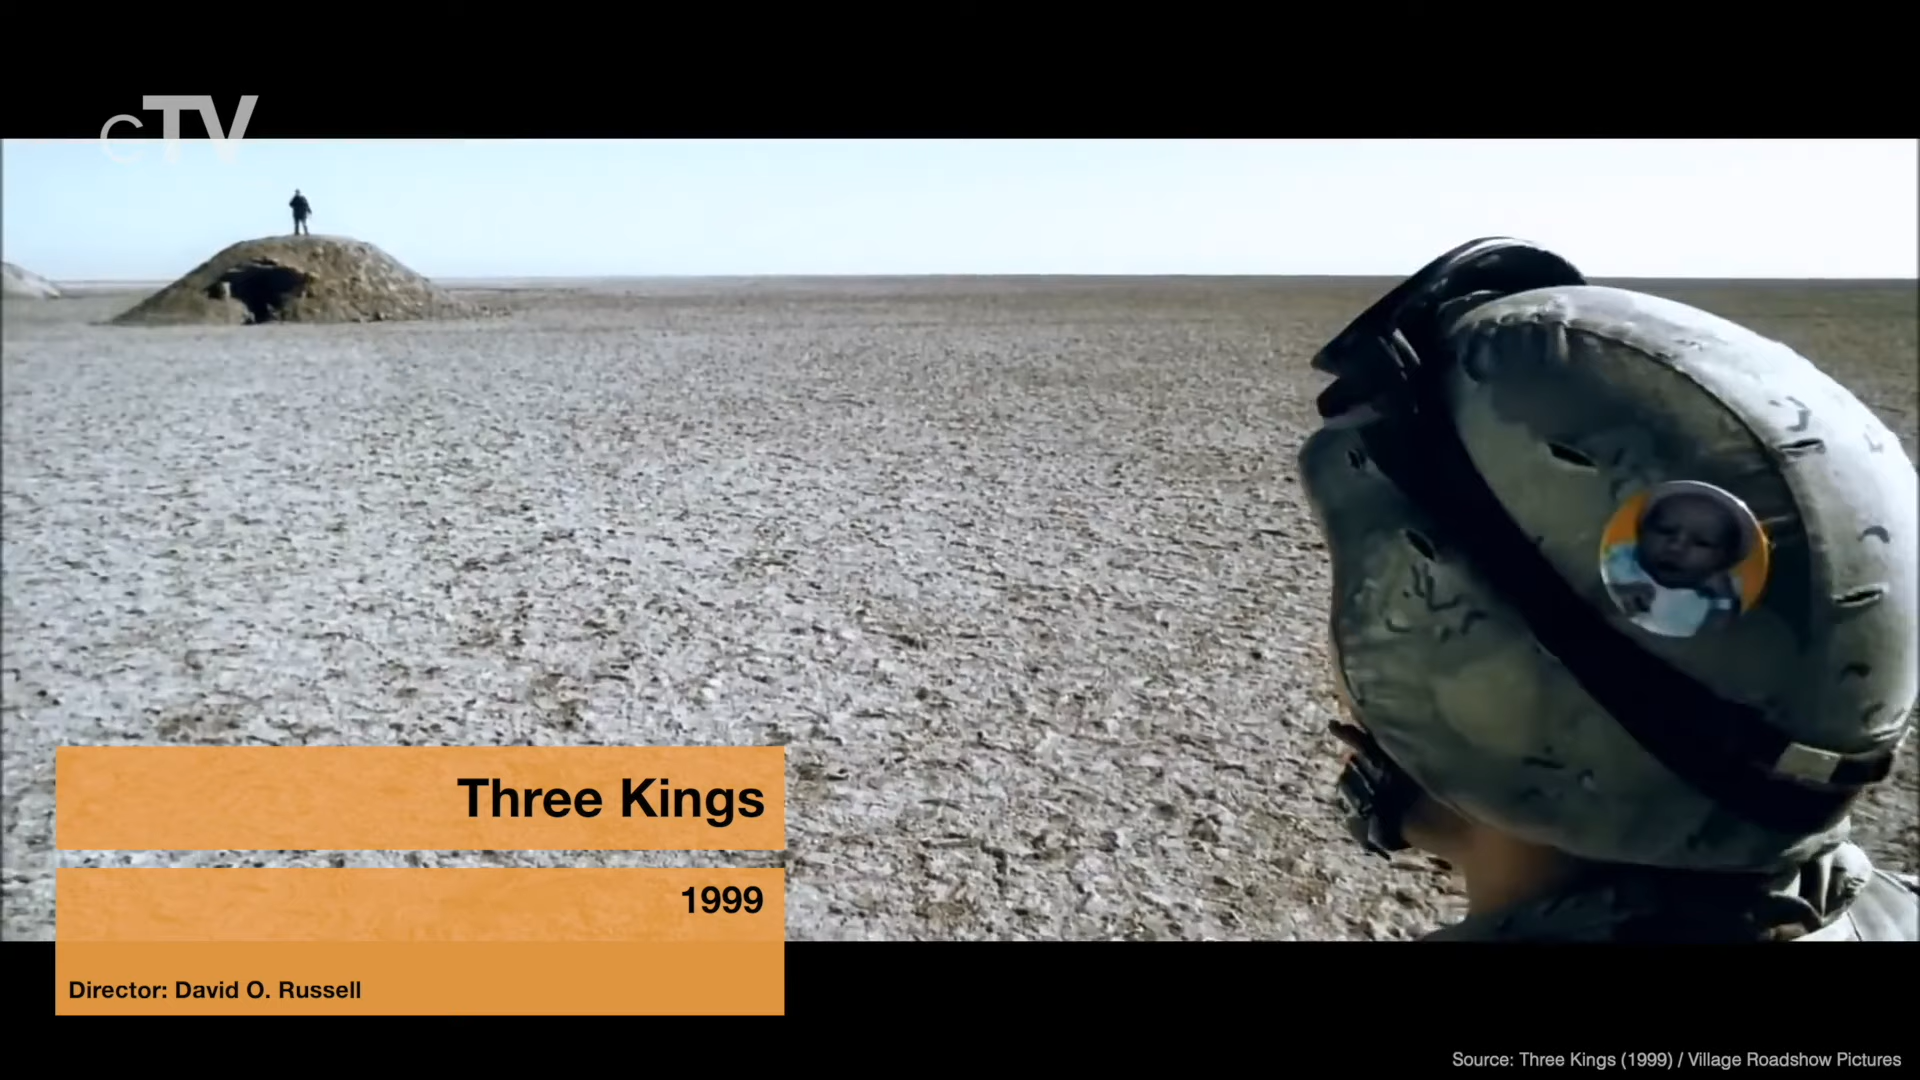 cTV
Three Kings
1999
Director: David O. Russell
Source: Three Kings (1999) / Village Roadshow Pictures